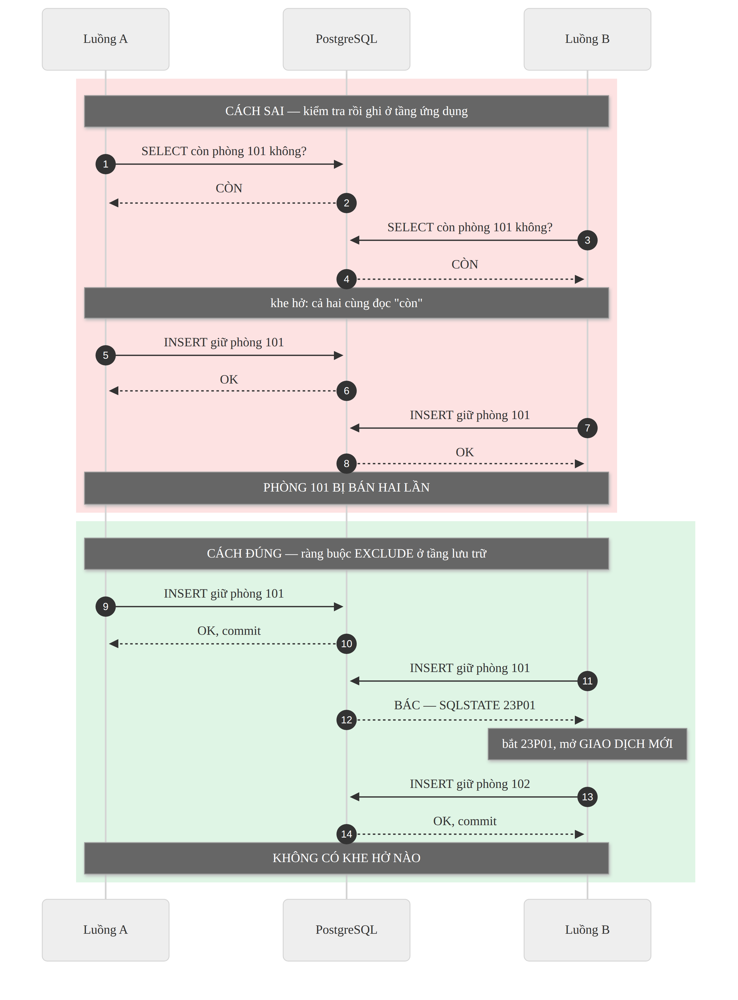 Luồng A
PostgreSQL
Luồng B
CÁCH SAI — kiểm tra rồi ghi ở tầng ứng dụng
SELECT còn phòng 101 không?
1
CÒN
2
SELECT còn phòng 101 không?
3
CÒN
4
khe hở: cả hai cùng đọc "còn"
INSERT giữ phòng 101
5
OK
6
INSERT giữ phòng 101
7
OK
8
PHÒNG 101 BỊ BÁN HAI LẦN
CÁCH ĐÚNG — ràng buộc EXCLUDE ở tầng lưu trữ
INSERT giữ phòng 101
9
OK, commit
10
INSERT giữ phòng 101
11
BÁC — SQLSTATE 23P01
12
bắt 23P01, mở GIAO DỊCH MỚI
INSERT giữ phòng 102
13
OK, commit
14
KHÔNG CÓ KHE HỞ NÀO
Luồng A
PostgreSQL
Luồng B